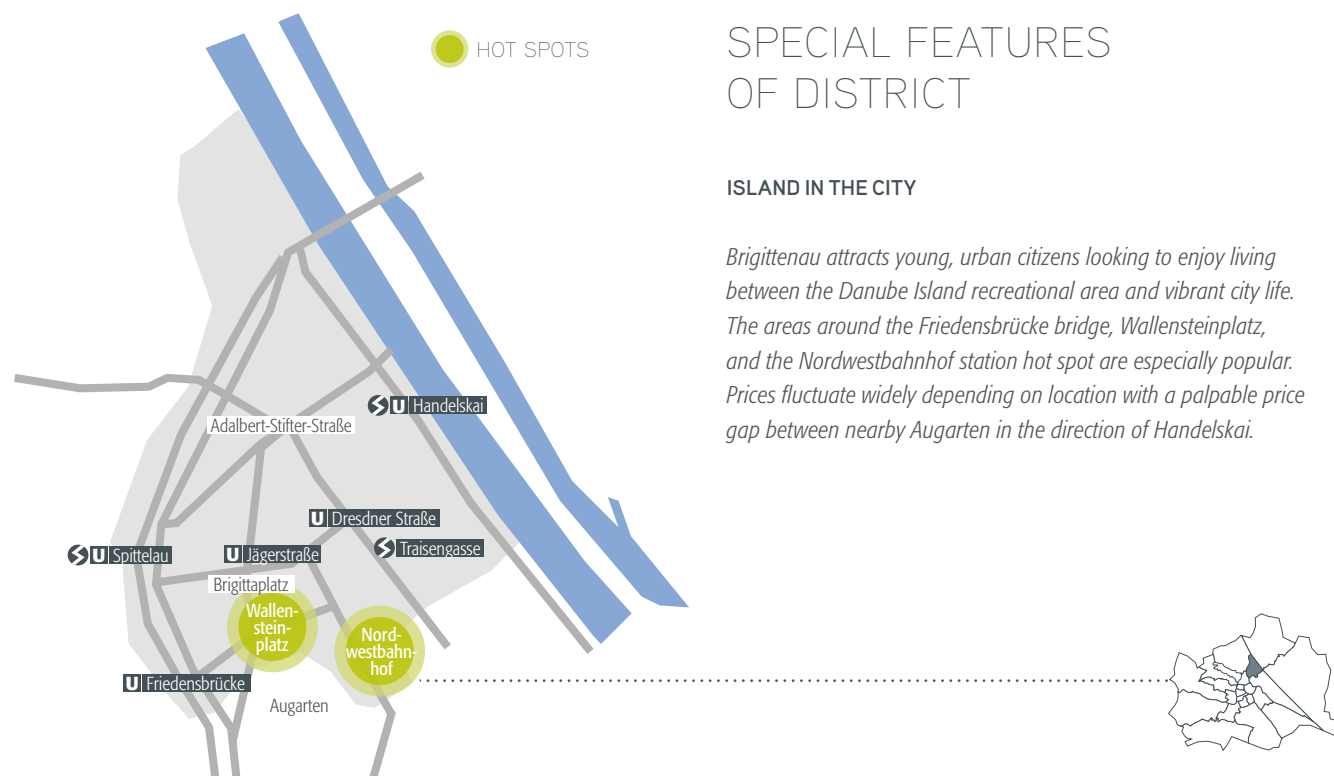 HOT SPOTS
SPECIAL FEATURES
OF DISTRICT
ISLAND IN THE CITY
Brigittenau attracts young, urban citizens looking to enjoy living
between the Danube Island recreational area and vibrant city life.
The areas around the Friedensbrücke bridge, Wallensteinplatz,
and the Nordwestbahnhof station hot spot are especially popular.
Prices fluctuate widely depending on location with a palpable price
gap between nearby Augarten in the direction of Handelskai.
S U Handelskai
Adalbert-Stifter-Straße
U Dresdner Straße
S Traisengasse
S U Spittelau
U Jägerstraße
Brigittaplatz
Wallen-
stein-
platz
Nord-
westbahn-
hof
U Friedensbrücke
Augarten